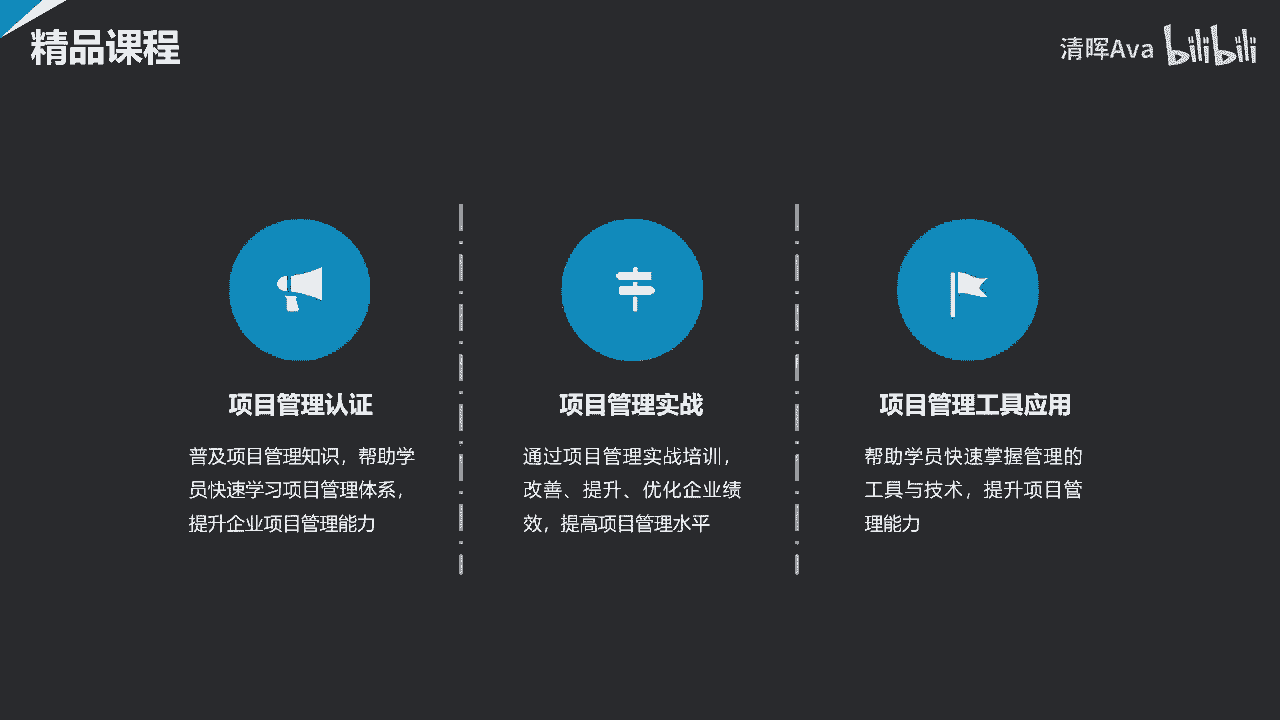 精品课程
清晖Ava bilibili
项目管理认证
普及项目管理知识，帮助学
员快速学习项目管理体系，
提升企业项目管理能力
项目管理实战
通过项目管理实战培训，
改善、提升、优化企业绩
效，提高项目管理水平
项目管理工具应用
帮助学员快速掌握管理的
工具与技术，提升项目管
理能力